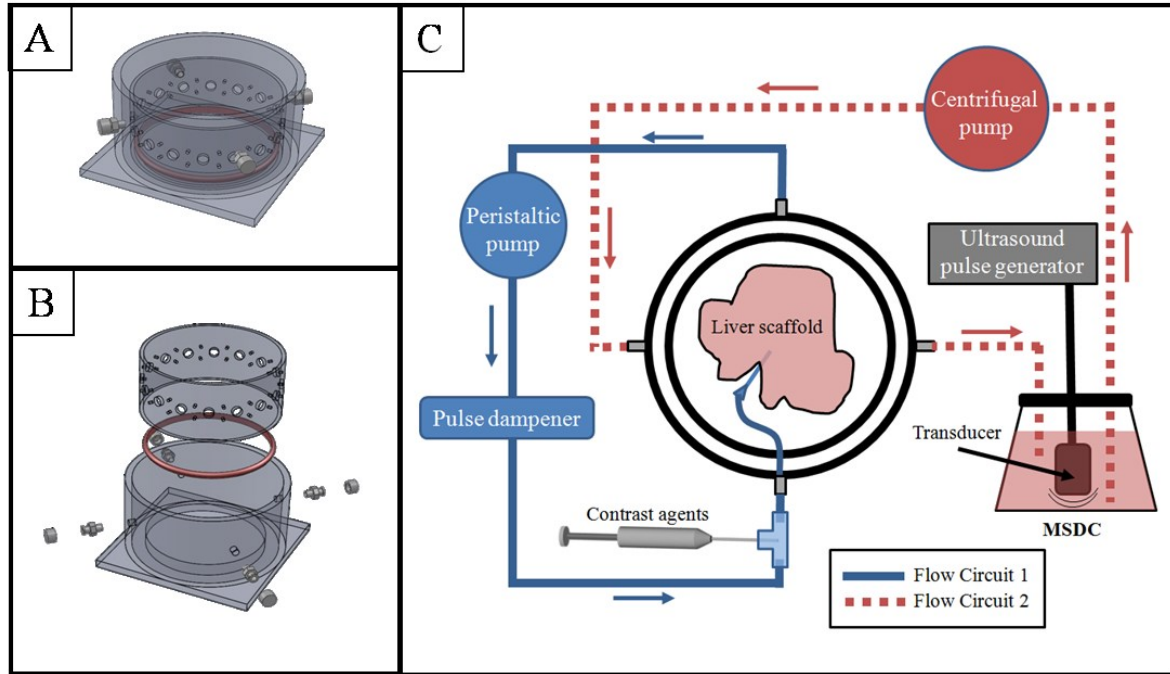 A
B
C
Centrifugal
pump
Peristaltic
pump
Ultrasound
pulse generator
Liver scaffold
Pulse dampener
Transducer
Contrast agents
MSDC
Flow Circuit 1
Flow Circuit 2